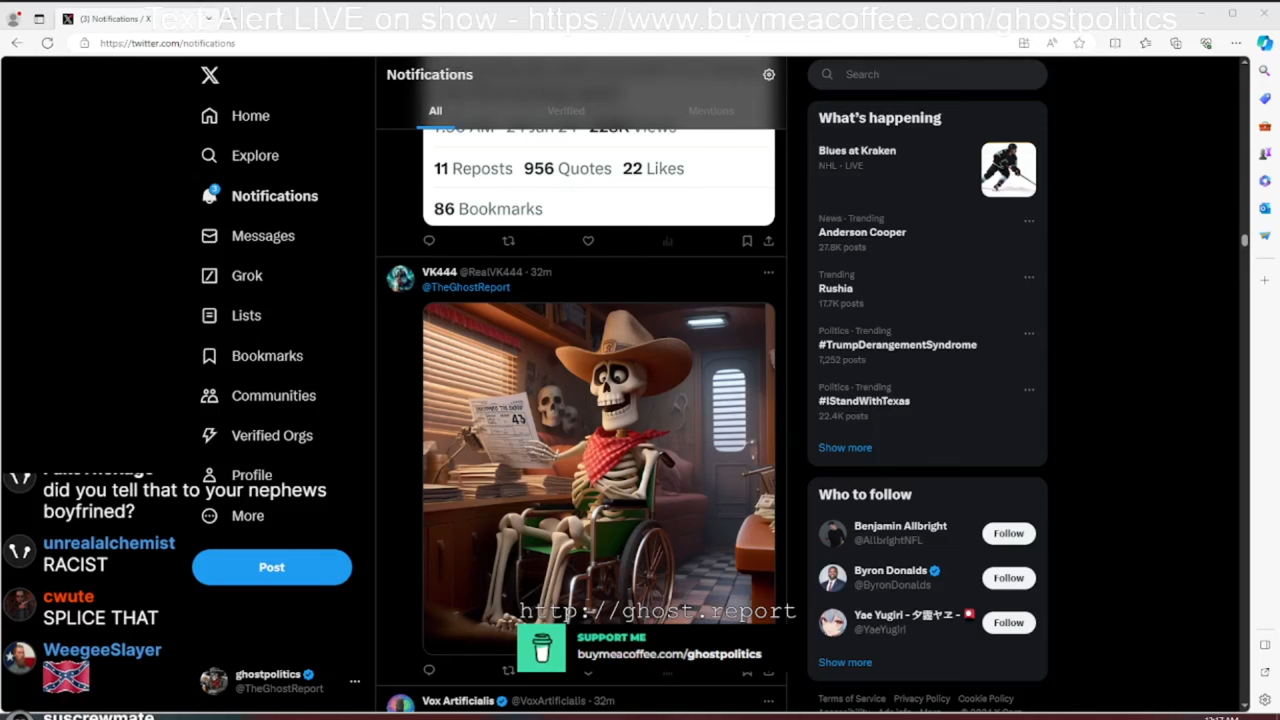 (3) Notifications / X
Text Alert LIVE on show - https://www.buymeacoffee.com/ghostpolitics
https://twitter.com/notifications
Home
Explore
3
Notifications
Messages
Grok
Lists
Bookmarks
Communities
Verified Orgs
Profile
More
Post
ghostpolitics
@TheGhostReport
did you tell that to your nephews
boyfrined?
unrealalchemist
RACIST
cwute
SPLICE THAT
WeegeeSlayer
suscrewmate
Notifications
All
Verified
Mentions
11 Reposts 956 Quotes 22 Likes
86 Bookmarks
VK444 @RealVK444 · 32m
@TheGhostReport
43
http://ghost.report
SUPPORT ME
buymeacoffee.com/ghostpolitics
Vox Artificialis @VoxArtificialis · 32m
Search
What's happening
Blues at Kraken
NHL · LIVE
News · Trending
Anderson Cooper
27.8K posts
Trending
Rushia
17.7K posts
Politics · Trending
#TrumpDerangementSyndrome
7,252 posts
Politics · Trending
#IStandWithTexas
22.4K posts
Show more
Who to follow
Benjamin Allbright
@AllbrightNFL
Follow
Byron Donalds
@ByronDonalds
Follow
Yae Yugiri - 夕霧ヤヱ -
@YaeYugiri
Follow
Show more
Terms of Service Privacy Policy Cookie Policy